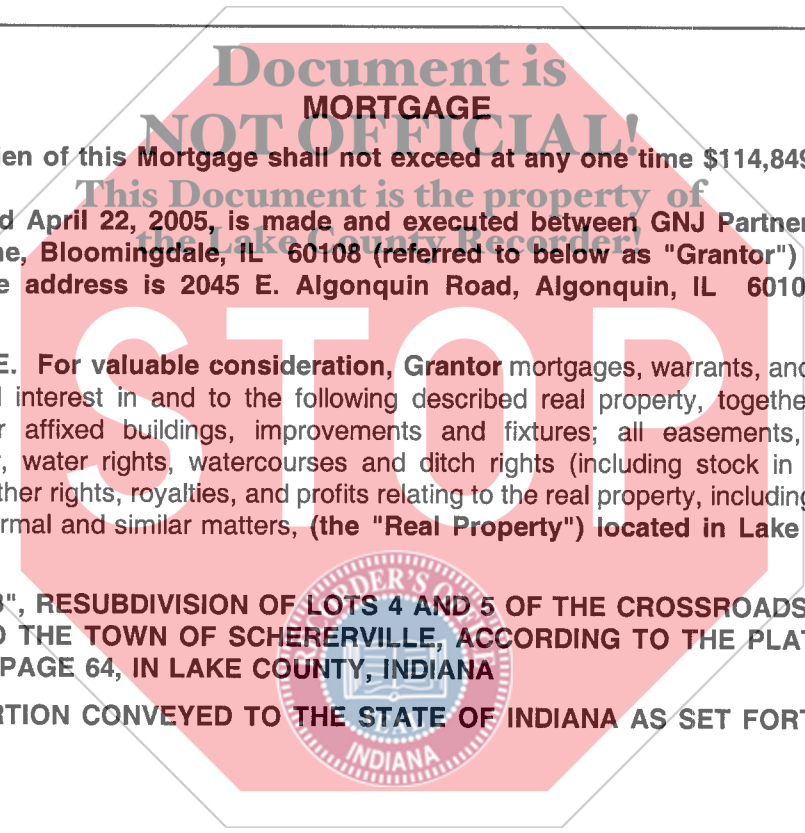 Document is
MORTGAGE
NOT OFFICIAL!
len of this Mortgage shall not exceed at any one time $114,849
This Document is the property of
d April 22, 2005, is made and executed between GNJ Partner
the Lake County Recorder!
ne, Bloomingdale, IL 60108 (referred to below as "Grantor")
e address is 2045 E. Algonquin Road, Algonquin, IL 6010
STOP
E. For valuable consideration, Grantor mortgages, warrants, and
l interest in and to the following described real property, togethe
r affixed buildings, improvements and fixtures; all easements,
, water rights, watercourses and ditch rights (including stock in
ther rights, royalties, and profits relating to the real property, including
rmal and similar matters, (the "Real Property") located in Lake
B", RESUBDIVISION OF LOTS 4 AND 5 OF THE CROSSROADS
O THE TOWN OF SCHERERVILLE, ACCORDING TO THE PLA
PAGE 64, IN LAKE COUNTY, INDIANA
RTION CONVEYED TO THE STATE OF INDIANA AS SET FORT
SEAL
INDIANA